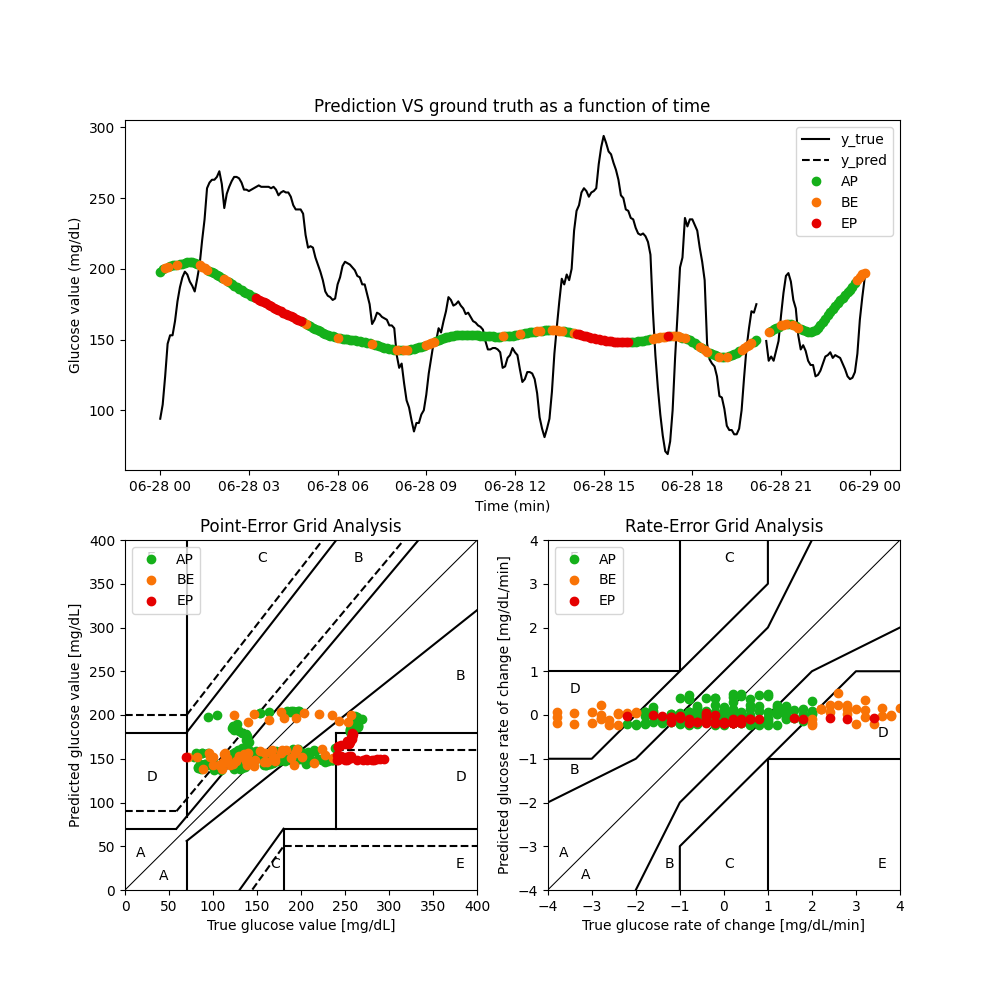 Prediction VS ground truth as a function of time
Glucose value (mg/dL)
300
250
200
150
100
y_true
y_pred
AP
BE
EP
06-28 00 06-28 03 06-28 06 06-28 09 06-28 12 06-28 15 06-28 18 06-28 21 06-29 00
Time (min)
Point-Error Grid Analysis
Predicted glucose value [mg/dL]
400
350
300
250
200
150
100
50
0
AP
BE
EP
C
B
B
D
D
A
A
C
E
0 50 100 150 200 250 300 350 400
True glucose value [mg/dL]
Rate-Error Grid Analysis
Predicted glucose rate of change [mg/dL/min]
4
3
2
1
0
−1
−2
−3
−4
AP
BE
EP
C
D
D
B
A
A
B
C
E
−4 −3 −2 −1 0 1 2 3 4
True glucose rate of change [mg/dL/min]